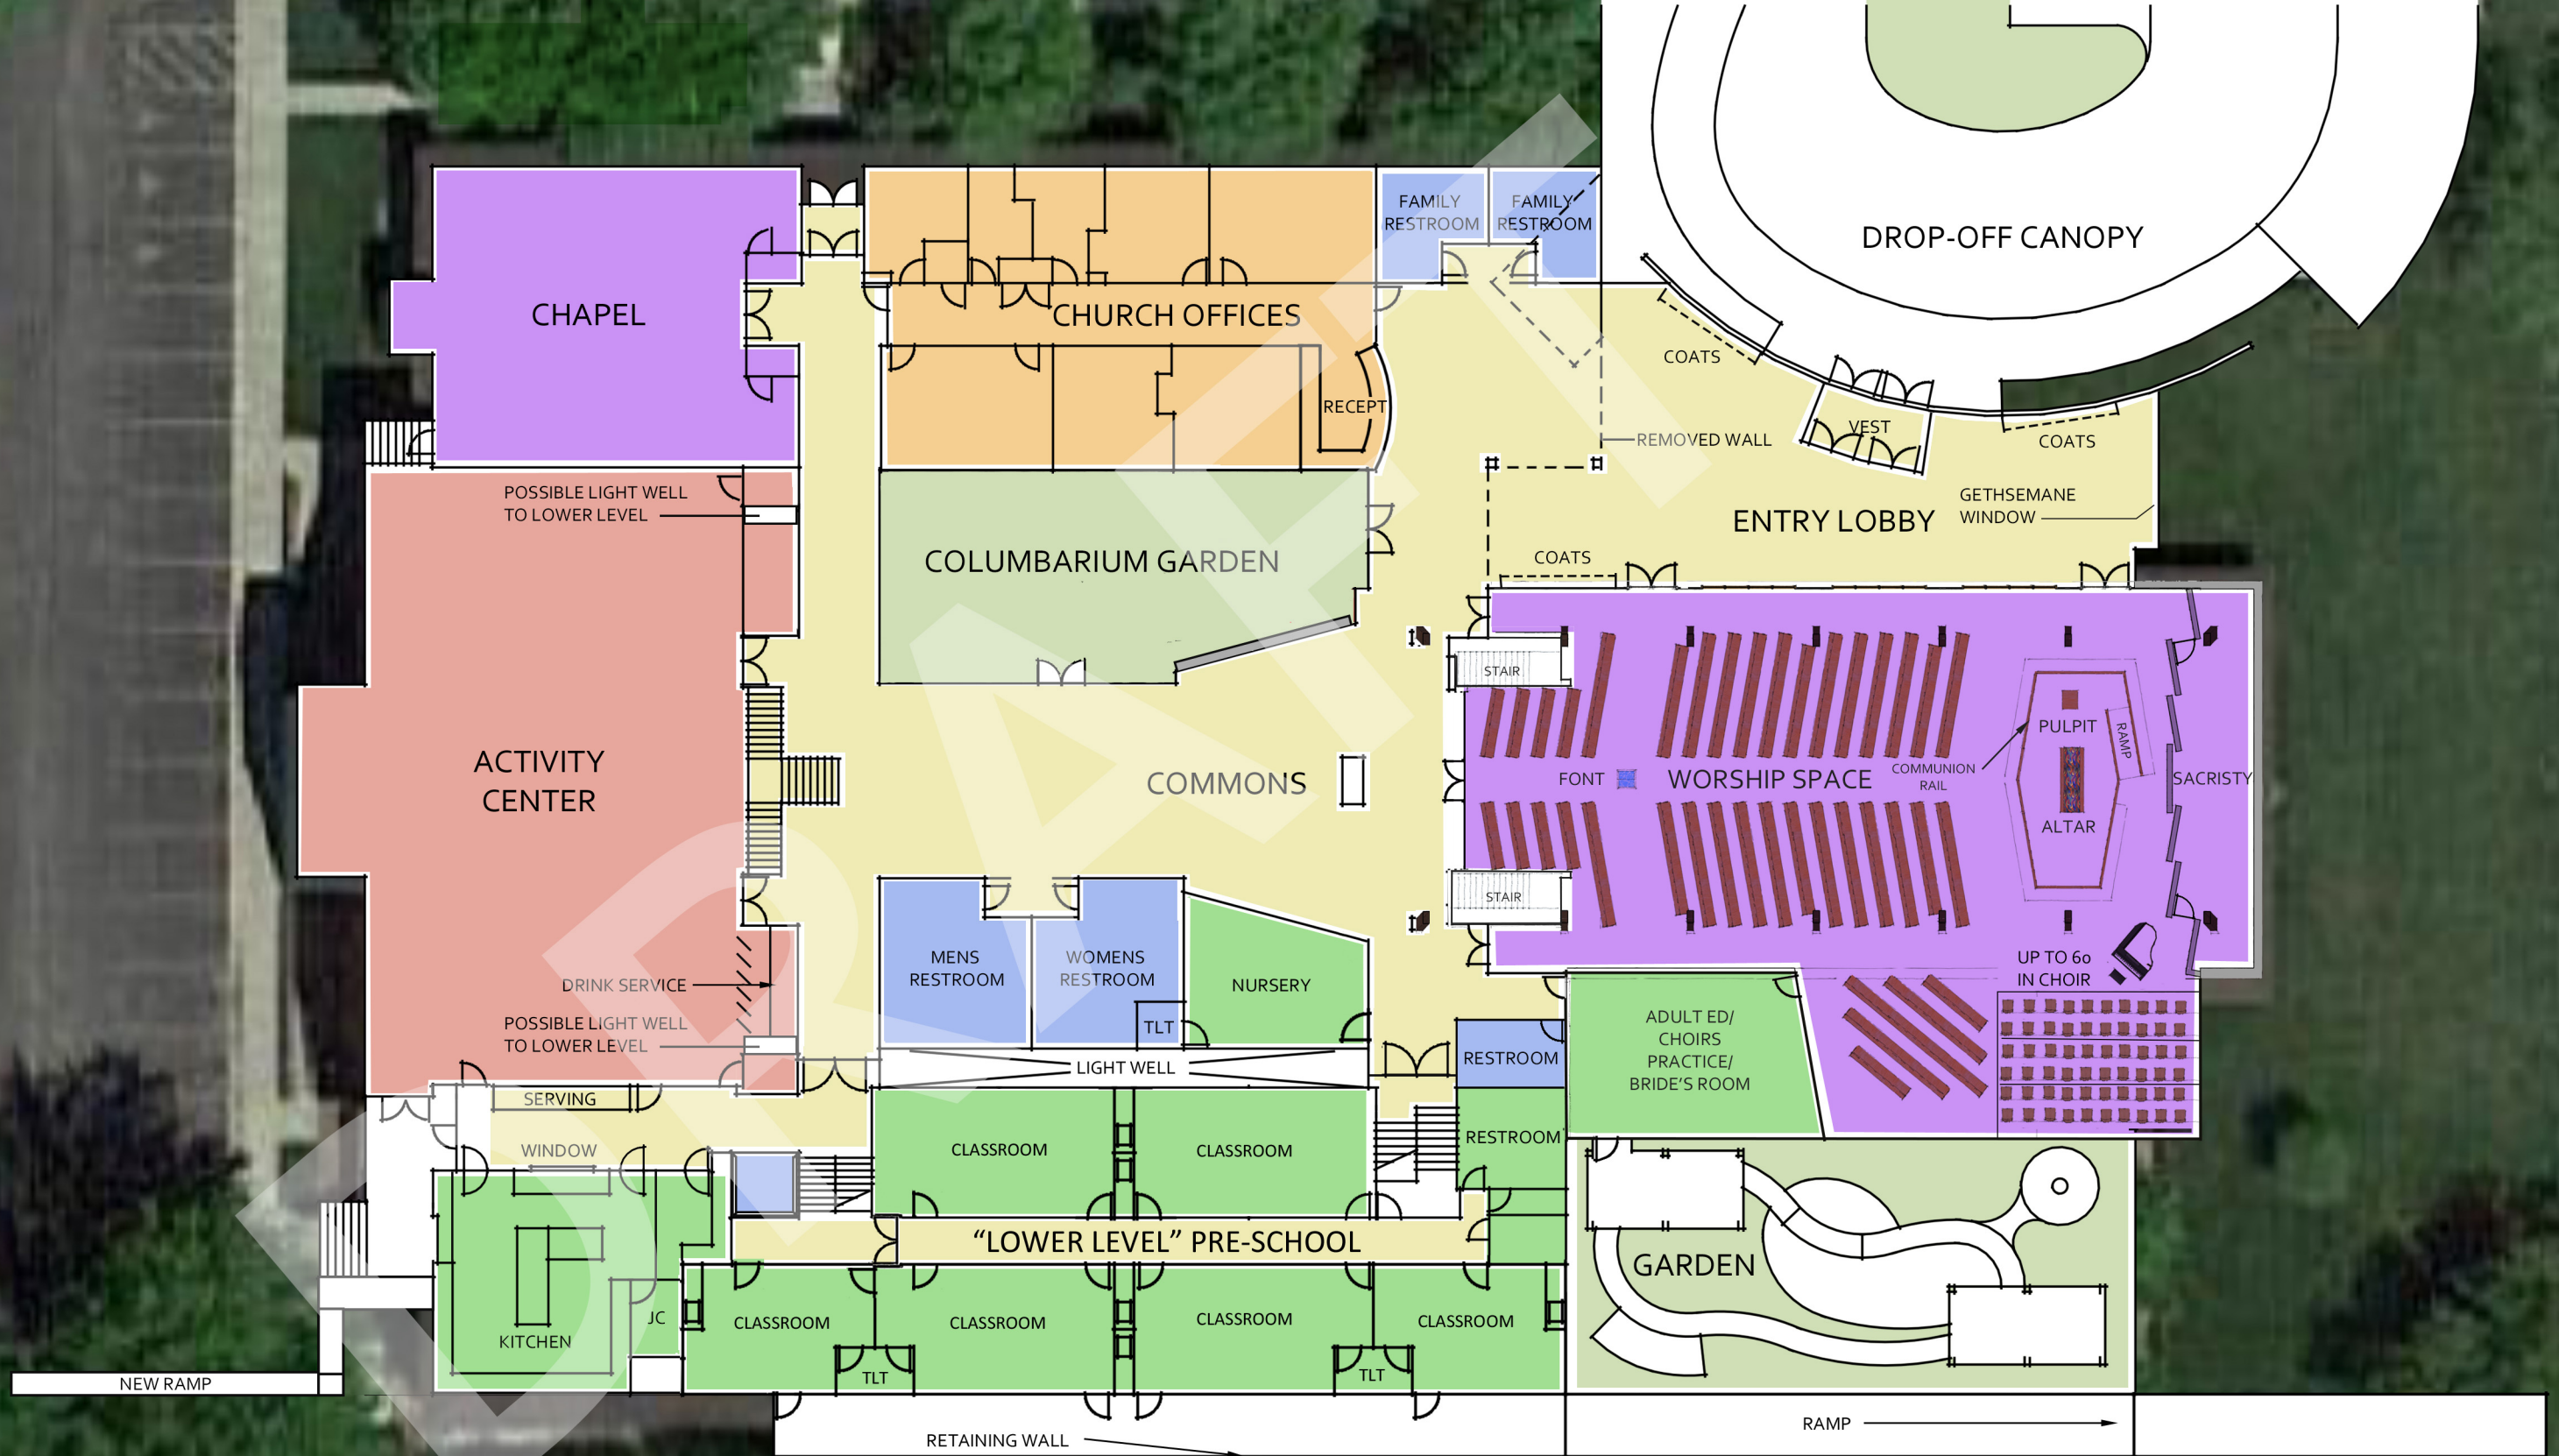 FAMILY
RESTROOM
FAMILY
RESTROOM
DROP-OFF CANOPY
CHAPEL
CHURCH OFFICES
COATS
RECEPT
VEST
REMOVED WALL
COATS
POSSIBLE LIGHT WELL
TO LOWER LEVEL
GETHSEMANE
WINDOW
ENTRY LOBBY
COLUMBARIUM GARDEN
COATS
STAIR
PULPIT
RAMP
ACTIVITY
CENTER
COMMONS
FONT
WORSHIP SPACE
COMMUNION
RAIL
SACRISTY
ALTAR
STAIR
MENS
RESTROOM
WOMENS
RESTROOM
NURSERY
UP TO 60
IN CHOIR
DRINK SERVICE
POSSIBLE LIGHT WELL
TO LOWER LEVEL
TLT
ADULT ED/
CHOIRS
PRACTICE/
BRIDE'S ROOM
RESTROOM
LIGHT WELL
SERVING
WINDOW
CLASSROOM
CLASSROOM
RESTROOM
"LOWER LEVEL" PRE-SCHOOL
GARDEN
KITCHEN
JC
CLASSROOM
CLASSROOM
CLASSROOM
CLASSROOM
TLT
TLT
NEW RAMP
RAMP
RETAINING WALL
DRAFT